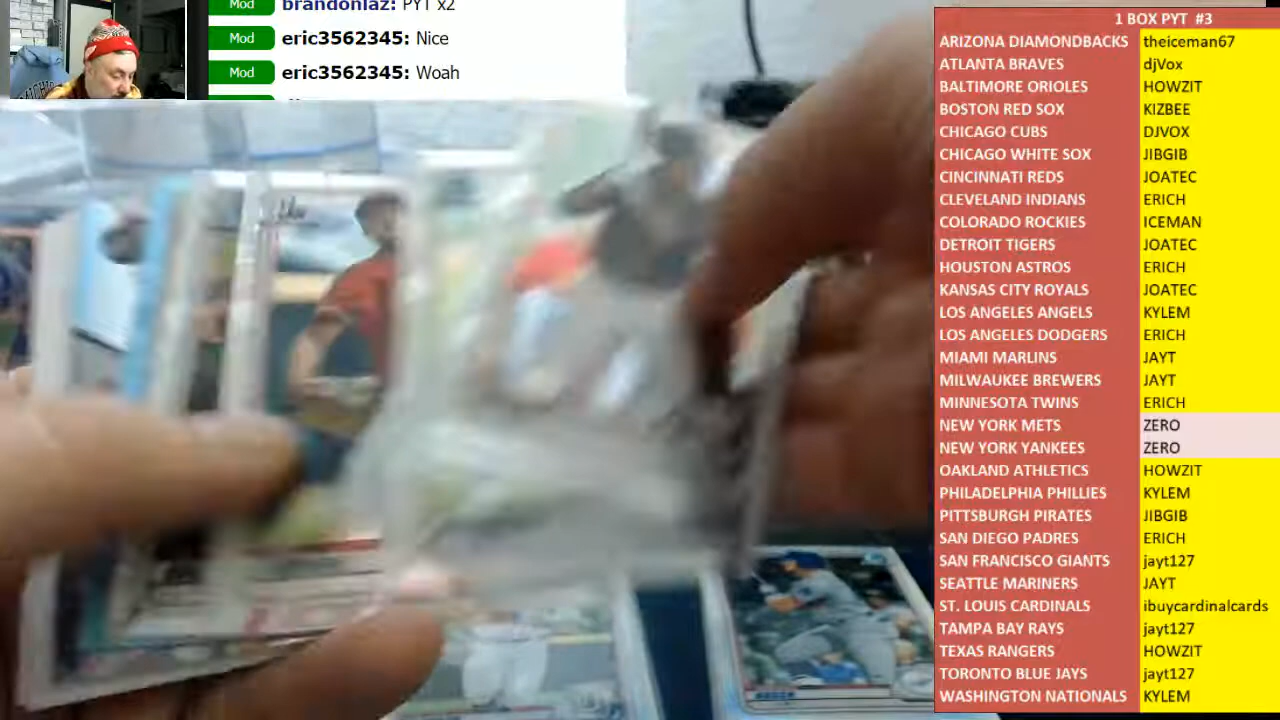 Mod brandonlaz: PYT x2
Mod eric3562345: Nice
Mod eric3562345: Woah
1 BOX PYT #3
ARIZONA DIAMONDBACKS theiceman67
ATLANTA BRAVES djVox
BALTIMORE ORIOLES HOWZIT
BOSTON RED SOX KIZBEE
CHICAGO CUBS DJVOX
CHICAGO WHITE SOX JIBGIB
CINCINNATI REDS JOATEC
CLEVELAND INDIANS ERICH
COLORADO ROCKIES ICEMAN
DETROIT TIGERS JOATEC
HOUSTON ASTROS ERICH
KANSAS CITY ROYALS JOATEC
LOS ANGELES ANGELS KYLEM
LOS ANGELES DODGERS ERICH
MIAMI MARLINS JAYT
MILWAUKEE BREWERS JAYT
MINNESOTA TWINS ERICH
NEW YORK METS ZERO
NEW YORK YANKEES ZERO
OAKLAND ATHLETICS HOWZIT
PHILADELPHIA PHILLIES KYLEM
PITTSBURGH PIRATES JIBGIB
SAN DIEGO PADRES ERICH
SAN FRANCISCO GIANTS jayt127
SEATTLE MARINERS JAYT
ST. LOUIS CARDINALS ibuycardinalcards
TAMPA BAY RAYS jayt127
TEXAS RANGERS HOWZIT
TORONTO BLUE JAYS jayt127
WASHINGTON NATIONALS KYLEM